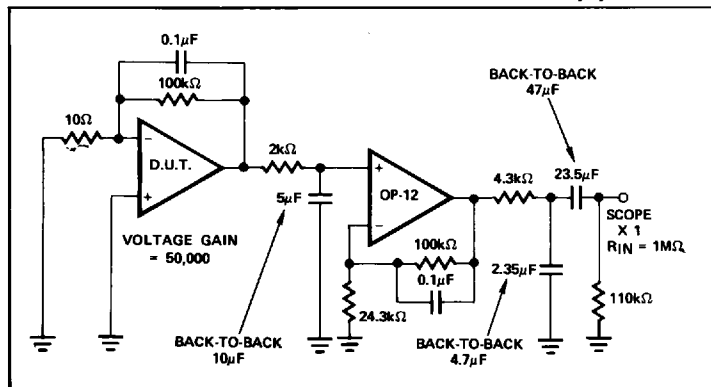 0.1μF
100kΩ
10Ω
–
D.U.T.
+
VOLTAGE GAIN
= 50,000
2kΩ
5μF
BACK-TO-BACK
10μF
+
OP-12
–
100kΩ
0.1μF
24.3kΩ
4.3kΩ
BACK-TO-BACK
47μF
23.5μF
2.35μF
BACK-TO-BACK
4.7μF
SCOPE
X 1
RIN = 1MΩ
110kΩ